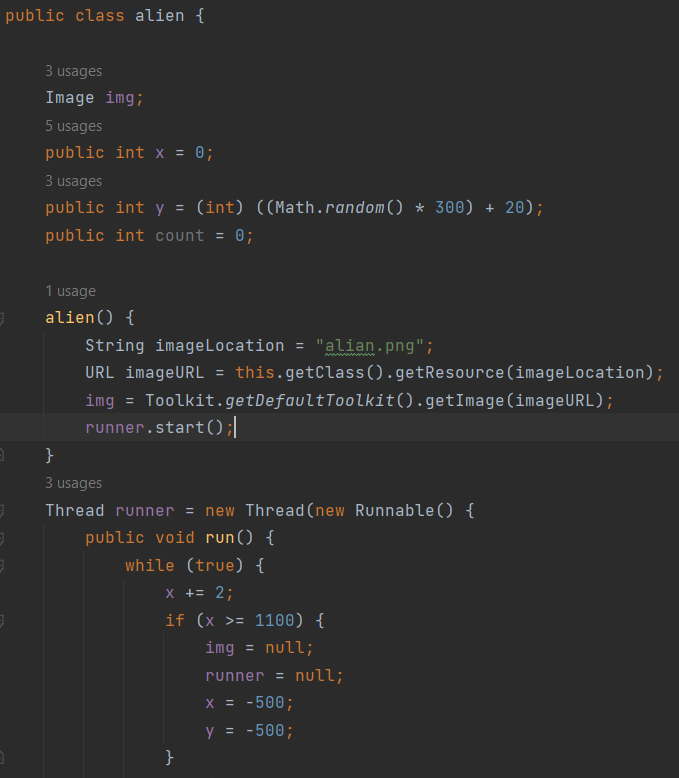 public class alien {
3 usages
Image img;
5 usages
public int x = 0;
3 usages
public int y = (int) ((Math.random() * 300) + 20);
public int count = 0;
1 usage
alien() {
String imageLocation = "alian.png";
URL imageURL = this.getClass().getResource(imageLocation);
img = Toolkit.getDefaultToolkit().getImage(imageURL);
runner.start();
}
3 usages
Thread runner = new Thread(new Runnable() {
public void run() {
while (true) {
x += 2;
if (x >= 1100) {
img = null;
runner = null;
x = -500;
y = -500;
}